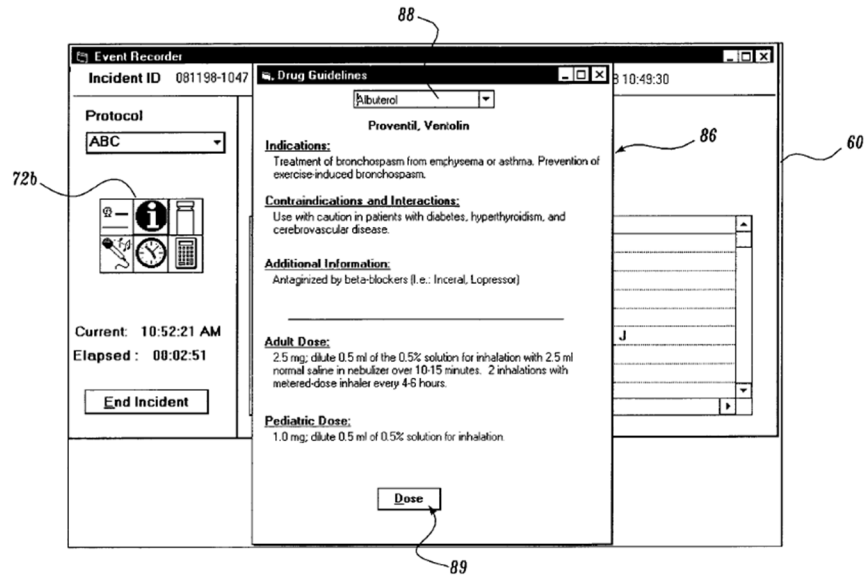 88
Event Recorder
Incident ID 081198-1047
8 10:49:30
Drug Guidelines
Albuterol
Proventil, Ventolin
Protocol
ABC
86
60
72b
Indications:
Treatment of bronchospasm from emphysema or asthma. Prevention of
exercise-induced bronchospasm.
Contraindications and Interactions:
Use with caution in patients with diabetes, hyperthyroidism, and
cerebrovascular disease.
Additional Information:
Antaginized by beta-blockers (I.e.: Inceral, Lopressor)
Current: 10:52:21 AM
Elapsed : 00:02:51
End Incident
J
Adult Dose:
2.5 mg; dilute 0.5 ml of the 0.5% solution for inhalation with 2.5 ml
normal saline in nebulizer over 10-15 minutes. 2 inhalations with
metered-dose inhaler every 4-6 hours.
Pediatric Dose:
1.0 mg; dilute 0.5 ml of 0.5% solution for inhalation.
Dose
89